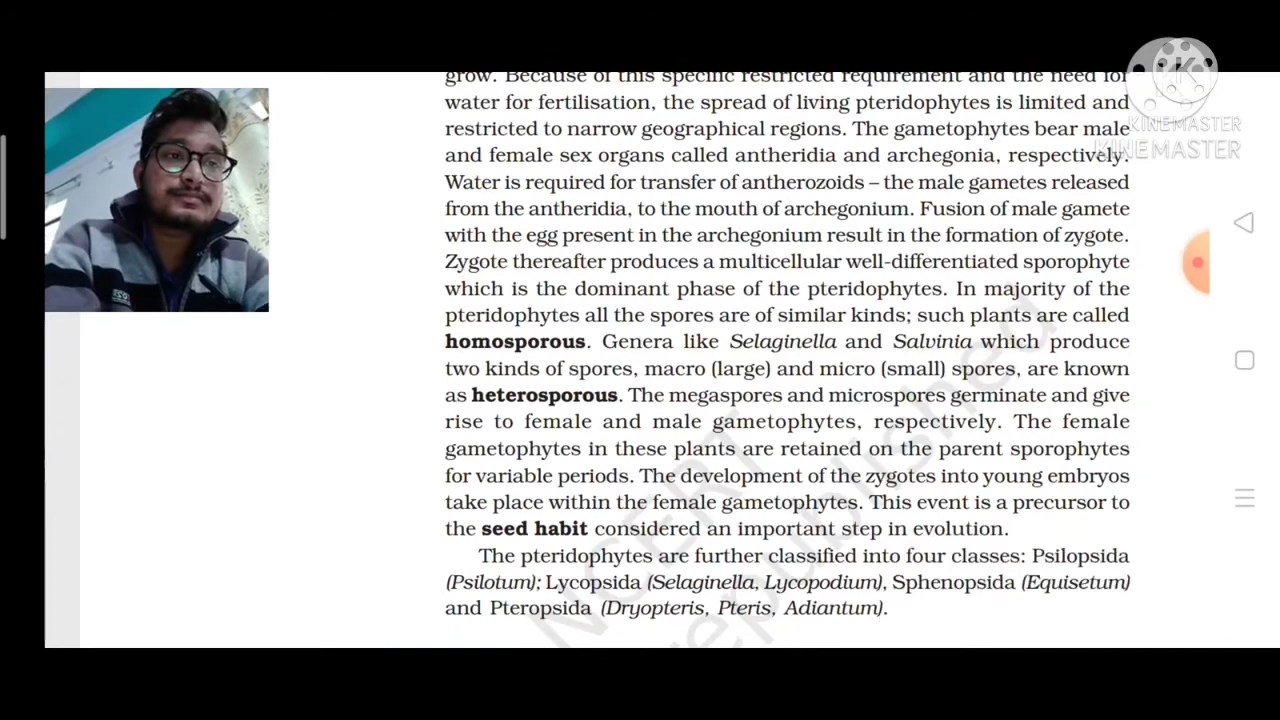 grow. Because of this specific restricted requirement and the need for
water for fertilisation, the spread of living pteridophytes is limited and
restricted to narrow geographical regions. The gametophytes bear male
and female sex organs called antheridia and archegonia, respectively.
Water is required for transfer of antherozoids – the male gametes released
from the antheridia, to the mouth of archegonium. Fusion of male gamete
with the egg present in the archegonium result in the formation of zygote.
Zygote thereafter produces a multicellular well-differentiated sporophyte
which is the dominant phase of the pteridophytes. In majority of the
pteridophytes all the spores are of similar kinds; such plants are called
homosporous. Genera like Selaginella and Salvinia which produce
two kinds of spores, macro (large) and micro (small) spores, are known
as heterosporous. The megaspores and microspores germinate and give
rise to female and male gametophytes, respectively. The female
gametophytes in these plants are retained on the parent sporophytes
for variable periods. The development of the zygotes into young embryos
take place within the female gametophytes. This event is a precursor to
the seed habit considered an important step in evolution.
The pteridophytes are further classified into four classes: Psilopsida
(Psilotum); Lycopsida (Selaginella, Lycopodium), Sphenopsida (Equisetum)
and Pteropsida (Dryopteris, Pteris, Adiantum).
KINEMASTER
KINEMASTER
NCERT
republished